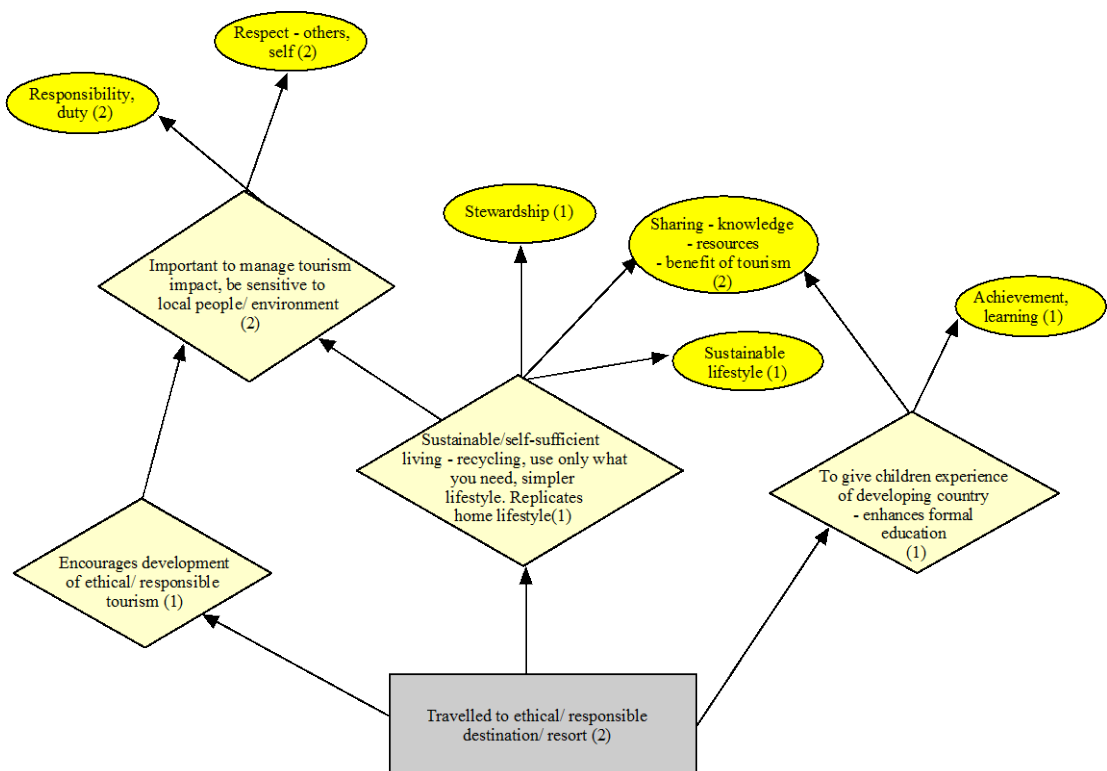 Respect - others,
self (2)
Responsibility,
duty (2)
Stewardship (1)
Sharing - knowledge
- resources
- benefit of tourism
(2)
Important to manage tourism
impact, be sensitive to
local people/ environment
(2)
Achievement,
learning (1)
Sustainable
lifestyle (1)
Sustainable/self-sufficient
living - recycling, use only what
you need, simpler
lifestyle. Replicates
home lifestyle(1)
To give children experience
of developing country
- enhances formal
education
(1)
Encourages development
of ethical/ responsible
tourism (1)
Travelled to ethical/ responsible
destination/ resort (2)